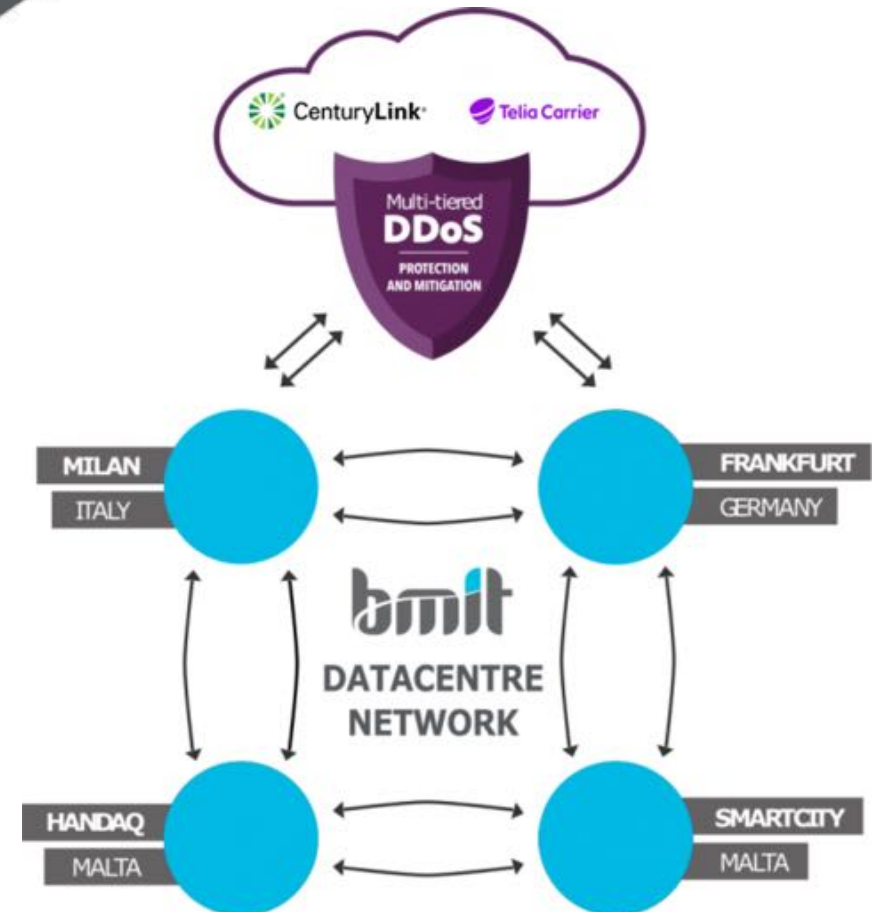 CenturyLink®
Telia Carrier
Multi-tiered
DDoS
PROTECTION
AND MITIGATION
MILAN
ITALY
FRANKFURT
GERMANY
bmit
DATACENTRE
NETWORK
HANDAQ
MALTA
SMARTCITY
MALTA